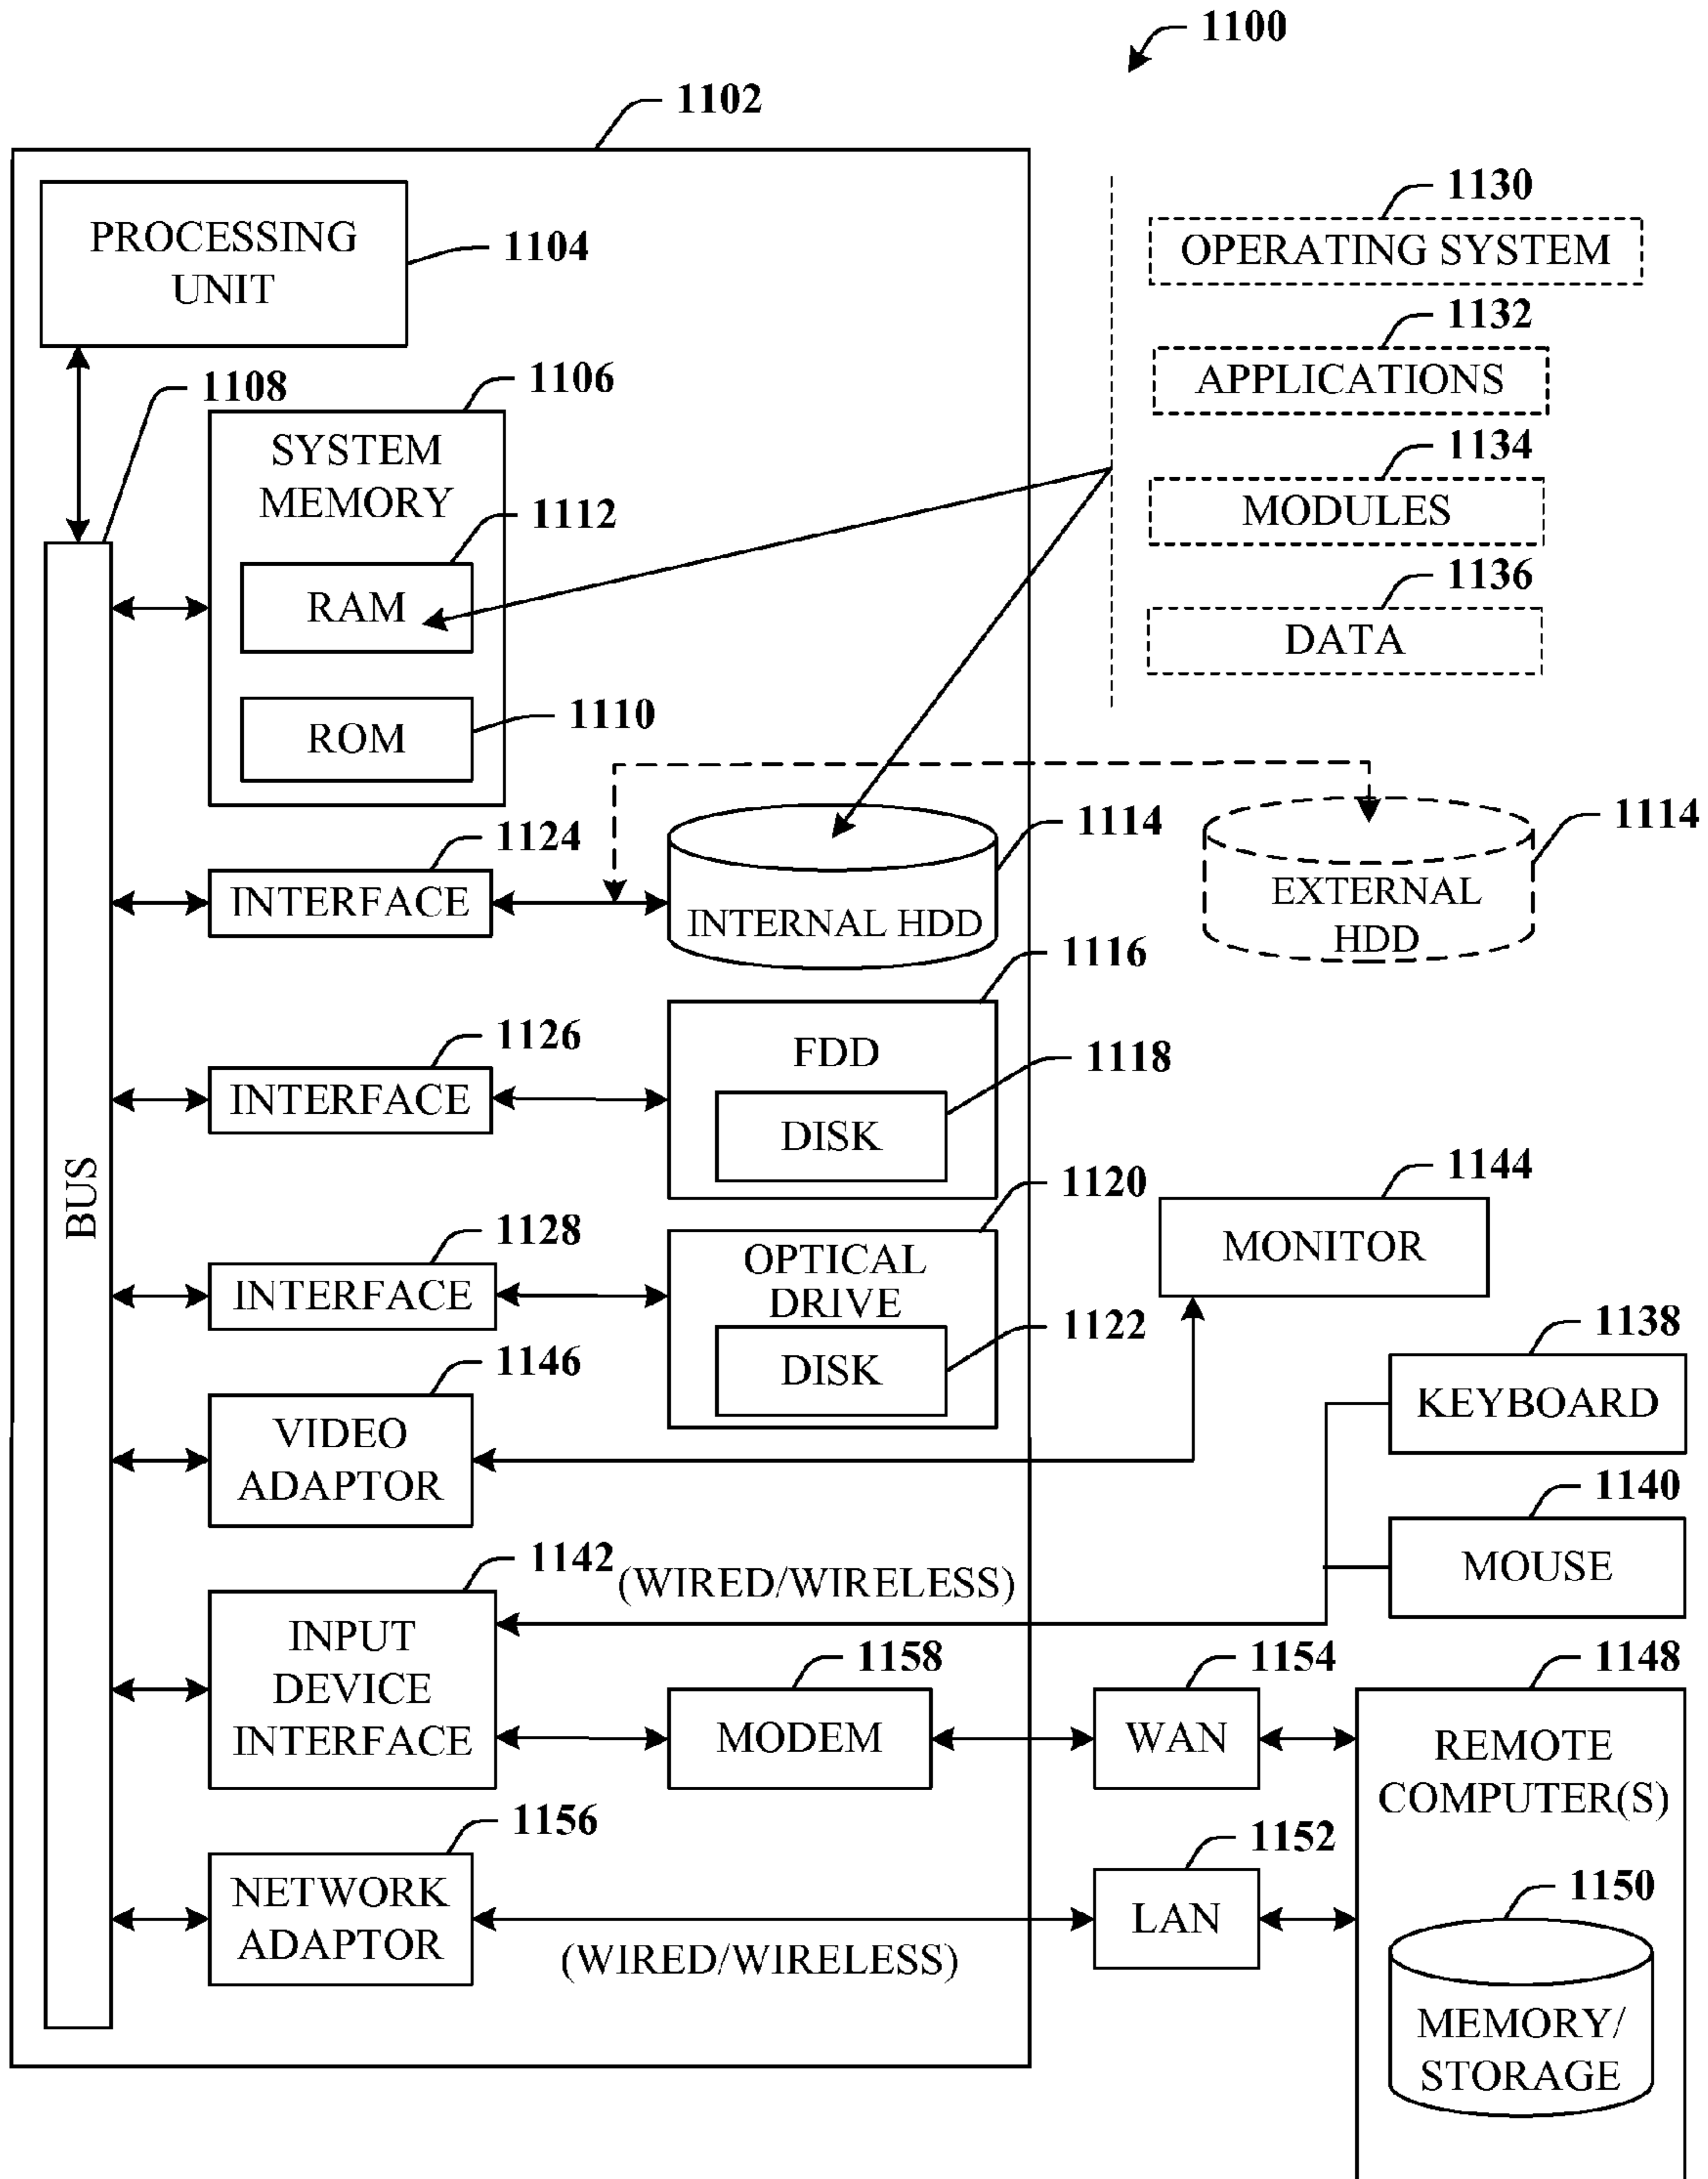 1100
1102
PROCESSING
UNIT
1104
1130
OPERATING SYSTEM
1132
APPLICATIONS
1134
MODULES
1136
DATA
1108
1106
SYSTEM
MEMORY
1112
RAM
1110
ROM
1124
INTERFACE
INTERNAL HDD
1114
EXTERNAL
HDD
1114
1116
1126
INTERFACE
FDD
1118
DISK
BUS
1120
1128
INTERFACE
OPTICAL
DRIVE
1122
DISK
1144
MONITOR
1146
VIDEO
ADAPTOR
1138
KEYBOARD
1140
MOUSE
1142
(WIRED/WIRELESS)
INPUT
DEVICE
INTERFACE
1158
MODEM
1154
WAN
1148
REMOTE
COMPUTER(S)
1156
NETWORK
ADAPTOR
(WIRED/WIRELESS)
1152
LAN
1150
MEMORY/
STORAGE